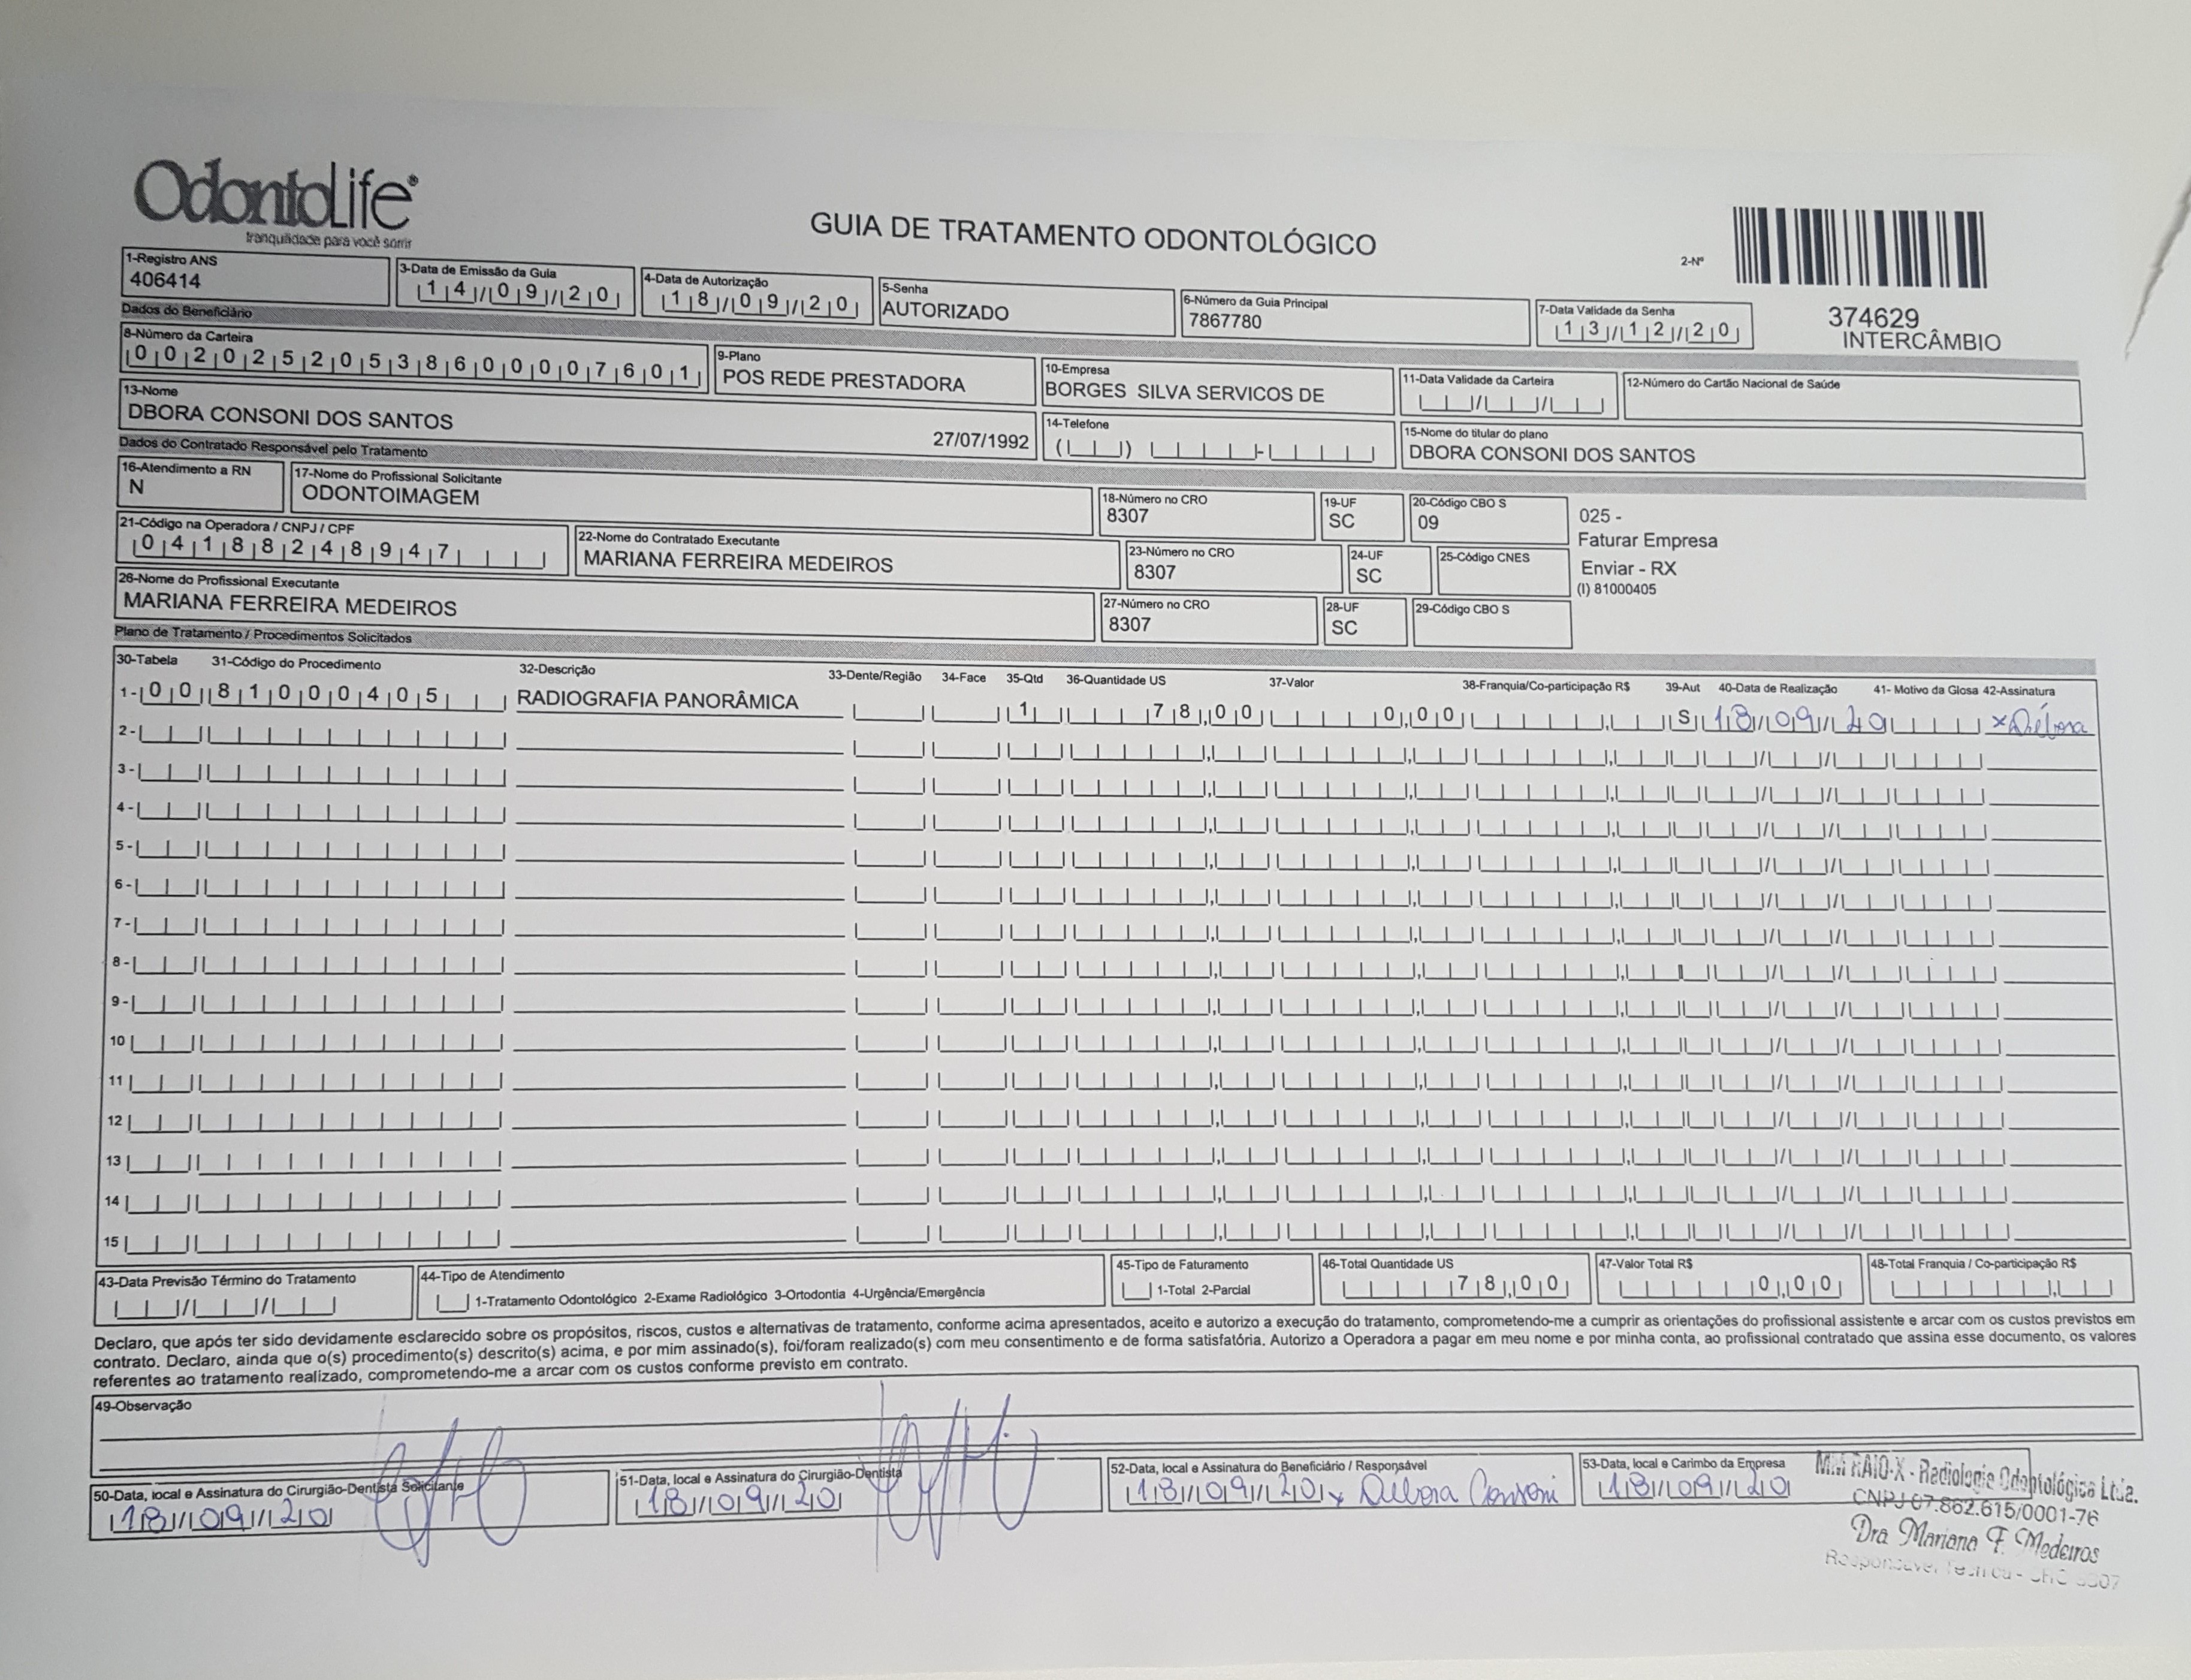 OdontoLife®
tranquilidade para você sorrir
GUIA DE TRATAMENTO ODONTOLÓGICO
2-Nº
374629
INTERCÂMBIO
1-Registro ANS
406414
3-Data de Emissão da Guia
14/09/20
4-Data de Autorização
18/09/20
5-Senha
AUTORIZADO
6-Número da Guia Principal
7867780
7-Data Validade da Senha
13/12/20
Dados do Beneficiário
8-Número da Carteira
00202520538600007601
9-Plano
POS REDE PRESTADORA
10-Empresa
BORGES SILVA SERVICOS DE
11-Data Validade da Carteira
12-Número do Cartão Nacional de Saúde
13-Nome
DBORA CONSONI DOS SANTOS
27/07/1992
14-Telefone
15-Nome do titular do plano
DBORA CONSONI DOS SANTOS
Dados do Contratado Responsável pelo Tratamento
16-Atendimento a RN
N
17-Nome do Profissional Solicitante
ODONTOIMAGEM
18-Número no CRO
8307
19-UF
SC
20-Código CBO S
09
025 -
Faturar Empresa
Enviar - RX
(I) 81000405
21-Código na Operadora / CNPJ / CPF
04188248947
22-Nome do Contratado Executante
MARIANA FERREIRA MEDEIROS
23-Número no CRO
8307
24-UF
SC
25-Código CNES
26-Nome do Profissional Executante
MARIANA FERREIRA MEDEIROS
27-Número no CRO
8307
28-UF
SC
29-Código CBO S
Plano de Tratamento / Procedimentos Solicitados
30-Tabela 31-Código do Procedimento 32-Descrição 33-Dente/Região 34-Face 35-Qtd 36-Quantidade US 37-Valor 38-Franquia/Co-participação R$ 39-Aut 40-Data de Realização 41- Motivo da Glosa 42-Assinatura
1- 00 81000405 RADIOGRAFIA PANORÂMICA 1 78,00 0,00 S 18/09/20 x Débora
2-
3-
4-
5-
6-
7-
8-
9-
10
11
12
13
14
15
43-Data Previsão Término do Tratamento
44-Tipo de Atendimento
1-Tratamento Odontológico 2-Exame Radiológico 3-Ortodontia 4-Urgência/Emergência
45-Tipo de Faturamento
1-Total 2-Parcial
46-Total Quantidade US
78,00
47-Valor Total R$
0,00
48-Total Franquia / Co-participação R$
Declaro, que após ter sido devidamente esclarecido sobre os propósitos, riscos, custos e alternativas de tratamento, conforme acima apresentados, aceito e autorizo a execução do tratamento, comprometendo-me a cumprir as orientações do profissional assistente e arcar com os custos previstos em
contrato. Declaro, ainda que o(s) procedimento(s) descrito(s) acima, e por mim assinado(s), foi/foram realizado(s) com meu consentimento e de forma satisfatória. Autorizo a Operadora a pagar em meu nome e por minha conta, ao profissional contratado que assina esse documento, os valores
referentes ao tratamento realizado, comprometendo-me a arcar com os custos conforme previsto em contrato.
49-Observação
50-Data, local e Assinatura do Cirurgião-Dentista Solicitante
18/09/20
51-Data, local e Assinatura do Cirurgião-Dentista
18/09/20
52-Data, local e Assinatura do Beneficiário / Responsável
18/09/20 x Débora Consoni
53-Data, local e Carimbo da Empresa
18/09/20
RAIO-X - Radiologia Odontológica Ltda.
CNPJ 07.862.615/0001-76
Dra Mariana F. Medeiros
Responsável Técnica - CRO 8307